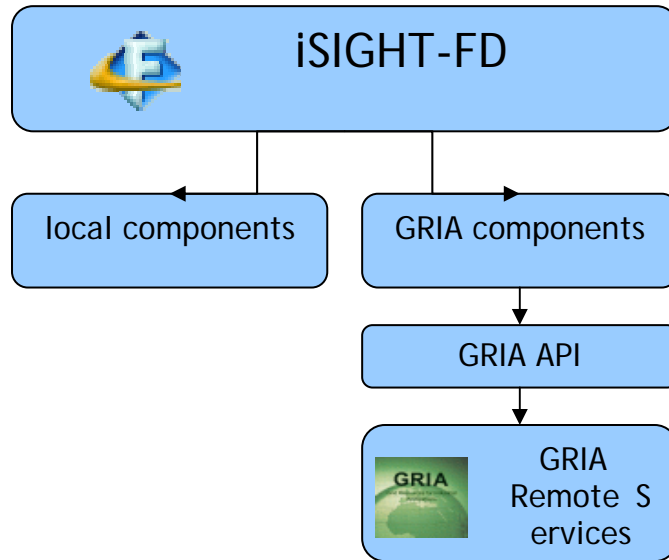 iSIGHT-FD
local components
GRIA components
GRIA API
GRIA
GRIA
Remote S
ervices